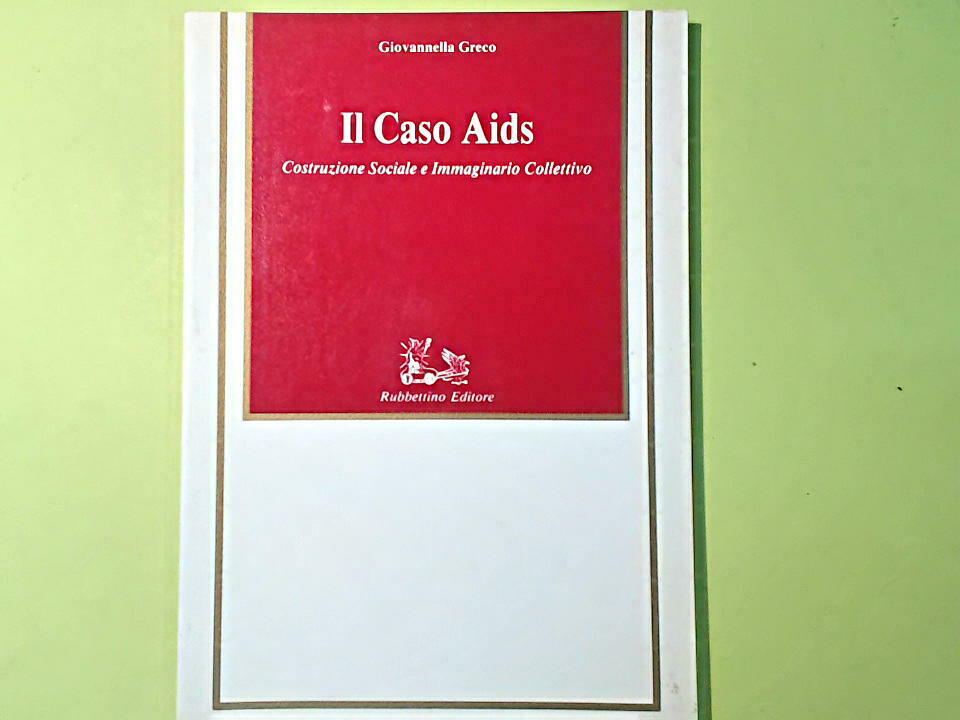 Giovannella Greco
Il Caso Aids
Costruzione Sociale e Immaginario Collettivo
Rubbettino Editore